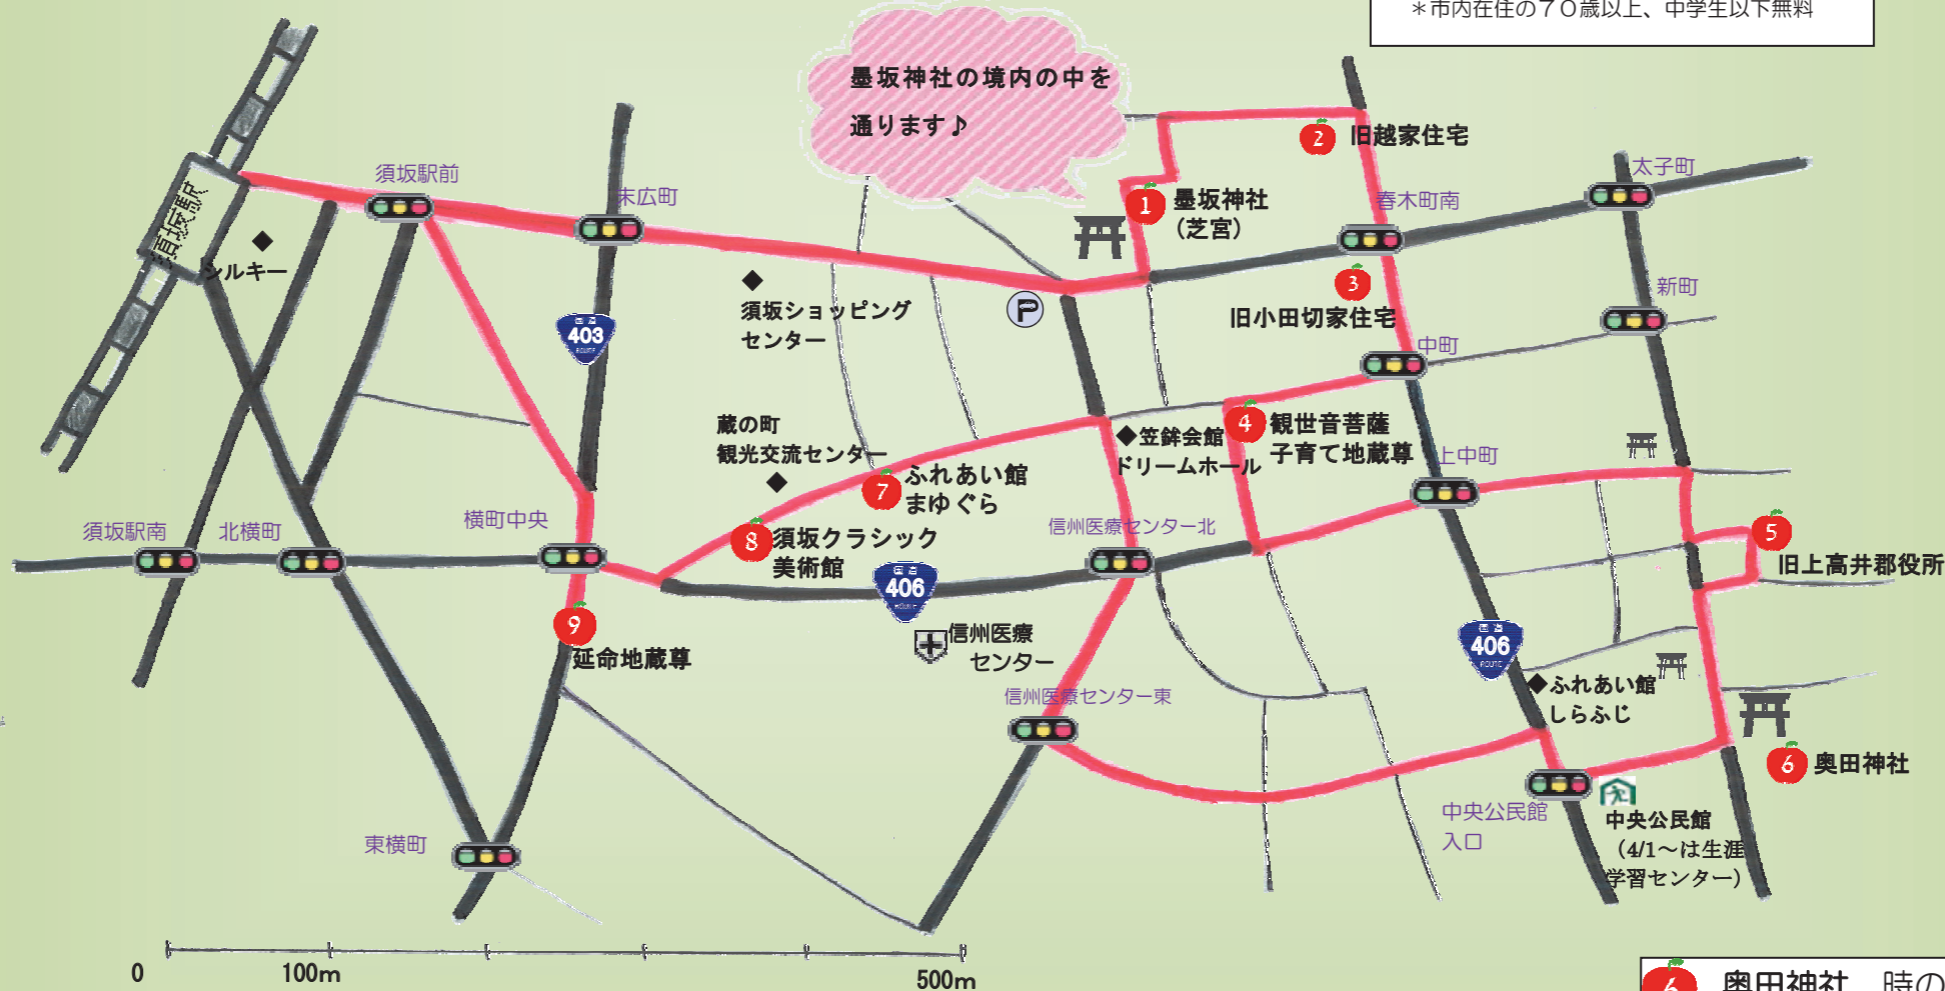 ＊市内在住の７０歳以上、中学生以下無料
墨坂神社の境内の中を
通ります♪
2 旧越家住宅
太子町
須坂駅前
末広町
1 墨坂神社
（芝宮）
春木町南
須坂駅
シルキー
3
旧小田切家住宅
新町
須坂ショッピング
センター
P
国道
403
ROUTE
中町
蔵の町
観光交流センター
笠鉾会館
ドリームホール
4 観世音菩薩
子育て地蔵尊
上中町
7 ふれあい館
まゆぐら
須坂駅南
北横町
横町中央
8 須坂クラシック
美術館
信州医療センター北
5
旧上高井郡役所
国道
406
ROUTE
9
延命地蔵尊
信州医療
センター
国道
406
ROUTE
信州医療センター東
ふれあい館
しらふじ
6 奥田神社
東横町
中央公民館
入口
中央公民館
（4/1～は生涯
学習センター）
0
100m
500m
6 奥田神社 時の